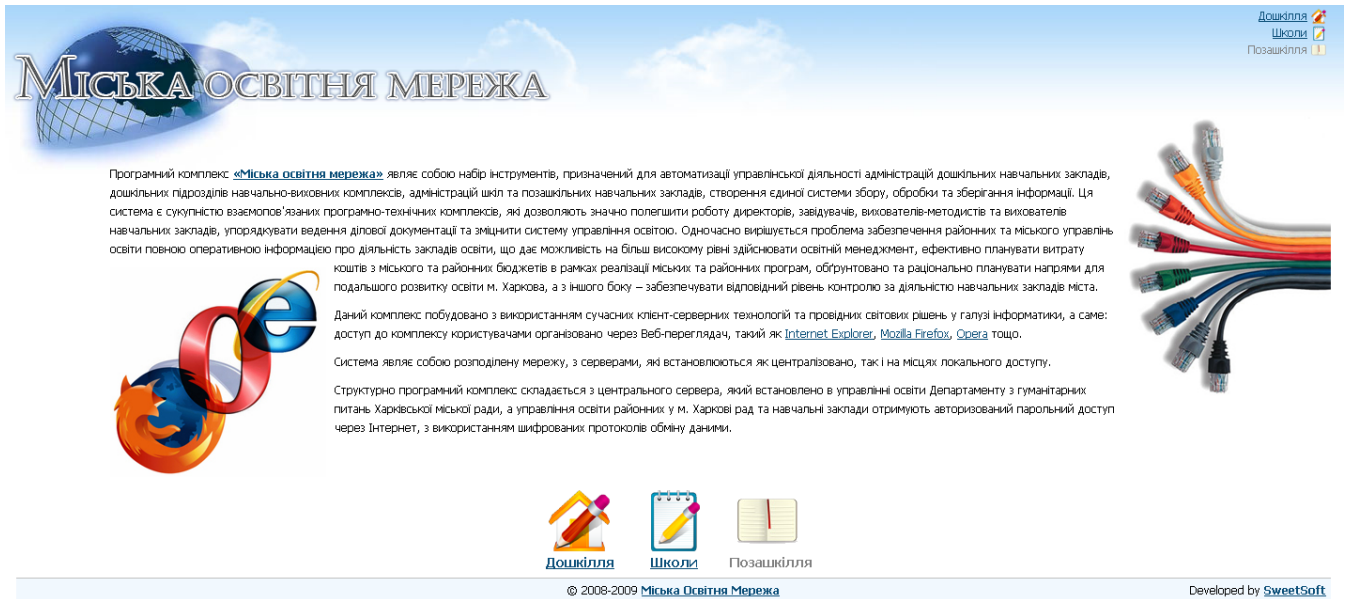 Дошкілля
Школи
Позашкілля
Міська освітня мережа
Програмний комплекс «Міська освітня мережа» являє собою набір інструментів, призначений для автоматизації управлінської діяльності адміністрацій дошкільних навчальних закладів,
дошкільних підрозділів навчально-виховних комплексів, адміністрацій шкіл та позашкільних навчальних закладів, створення єдиної системи збору, обробки та зберігання інформації. Ця
система є сукупністю взаємопов'язаних програмно-технічних комплексів, які дозволяють значно полегшити роботу директорів, завідувачів, вихователів-методистів та вихователів
навчальних закладів, упорядкувати ведення ділової документації та зміцнити систему управління освітою. Одночасно вирішується проблема забезпечення районних та міського управлінь
освіти повною оперативною інформацією про діяльність закладів освіти, що дає можливість на більш високому рівні здійснювати освітній менеджмент, ефективно планувати витрату
коштів з міського та районних бюджетів в рамках реалізації міських та районних програм, обґрунтовано та раціонально планувати напрями для
подальшого розвитку освіти м. Харкова, а з іншого боку – забезпечувати відповідний рівень контролю за діяльністю навчальних закладів міста.
Даний комплекс побудовано з використанням сучасних клієнт-серверних технологій та провідних світових рішень у галузі інформатики, а саме:
доступ до комплексу користувачами організовано через Веб-переглядач, такий як Internet Explorer, Mozilla Firefox, Opera тощо.
Система являє собою розподілену мережу, з серверами, які встановлюються як централізовано, так і на місцях локального доступу.
Структурно програмний комплекс складається з центрального сервера, який встановлено в управлінні освіти Департаменту з гуманітарних
питань Харківської міської ради, а управління освіти районних у м. Харкові рад та навчальні заклади отримують авторизований парольний доступ
через Інтернет, з використанням шифрованих протоколів обміну даними.
Дошкілля
Школи
Позашкілля
© 2008-2009 Міська Освітня Мережа
Developed by SweetSoft